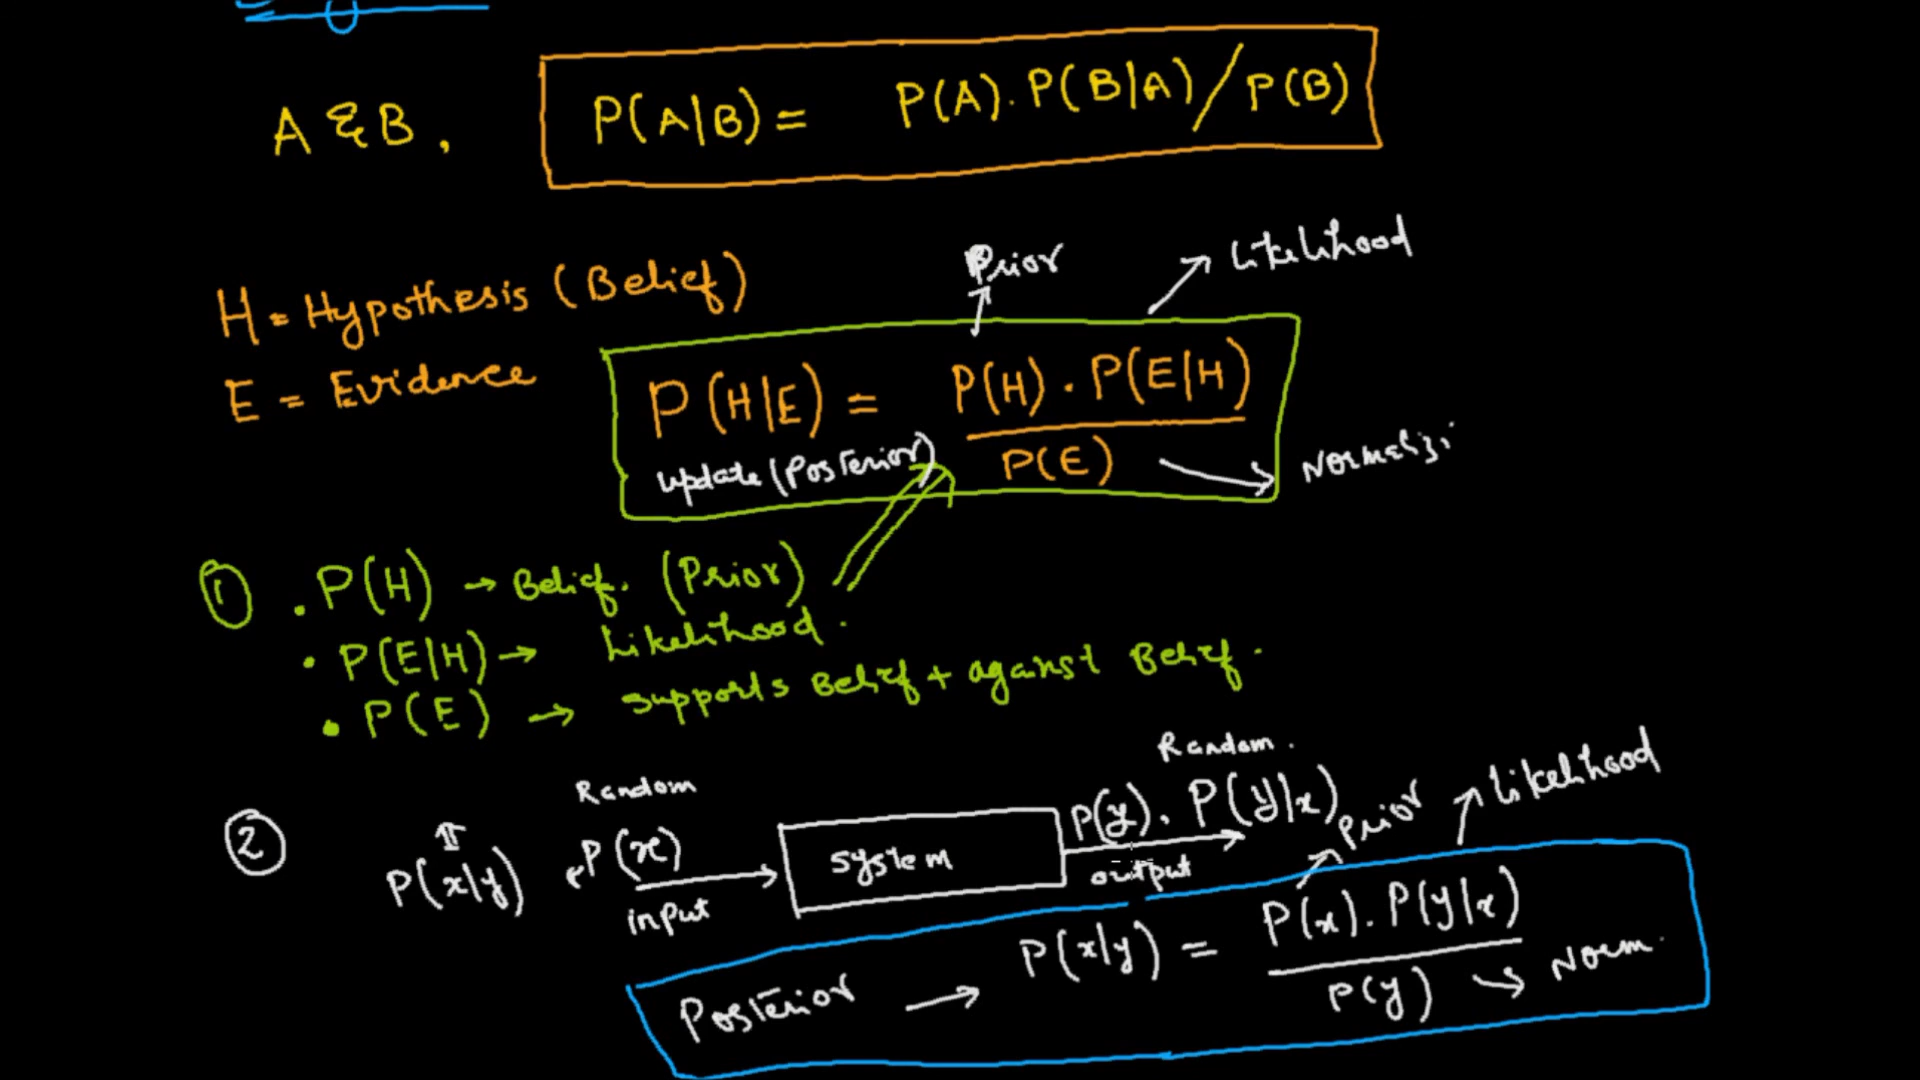 A & B, P(A|B) = P(A). P(B|A) / P(B)
Prior
Likelihood
H = Hypothesis (Belief)
E = Evidence
P(H|E) = P(H) . P(E|H)
P(E)
update (Posterior)
① . P(H) → Belief. (Prior)
• P(E|H) → Likelihood.
• P(E) → supports Belief + against Belief.
Random.
②
Random
P(x|y) P(x)
system
P(y). P(y|x)
Prior
Likelihood
input
output
Posterior → P(x|y) = P(x). P(y|x)
P(y) → Norm.